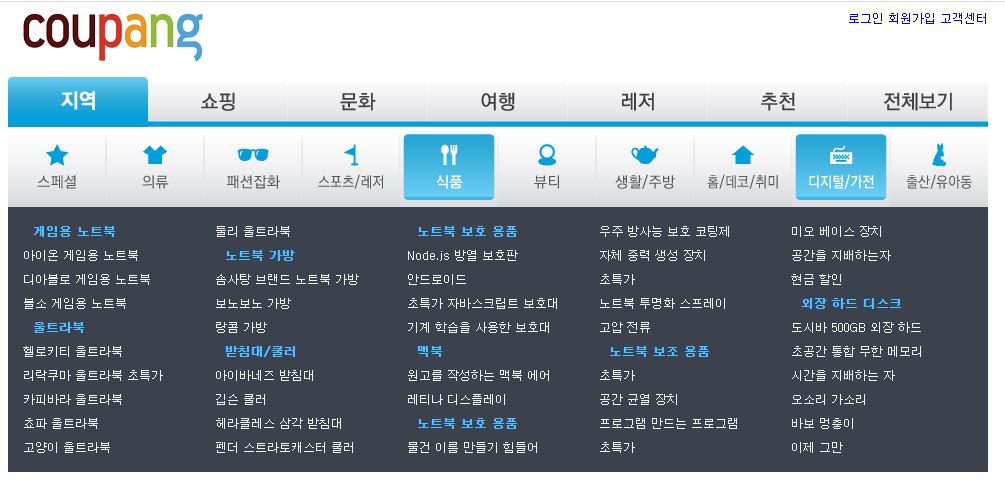 coupang
로그인 회원가입 고객센터
지역 쇼핑 문화 여행 레저 추천 전체보기
스페셜 의류 패션잡화 스포츠/레저 식품 뷰티 생활/주방 홈/데코/취미 디지털/가전 출산/유아동
게임용 노트북
아이온 게임용 노트북
디아블로 게임용 노트북
블소 게임용 노트북
울트라북
헬로키티 울트라북
리락쿠마 울트라북 초특가
카피바라 울트라북
쵸파 울트라북
고양이 울트라북
둘리 울트라북
노트북 가방
솜사탕 브랜드 노트북 가방
보노보노 가방
랑콤 가방
받침대/쿨러
아이바네즈 받침대
깁슨 쿨러
헤라클레스 삼각 받침대
펜더 스트라토캐스터 쿨러
노트북 보호 용품
Node.js 방열 보호판
안드로이드
초특가 자바스크립트 보호대
기계 학습을 사용한 보호대
맥북
원고를 작성하는 맥북 에어
레티나 디스플레이
노트북 보호 용품
물건 이름 만들기 힘들어
우주 방사능 보호 코팅제
자체 중력 생성 장치
초특가
노트북 투명화 스프레이
고압 전류
노트북 보조 용품
초특가
공간 균열 장치
프로그램 만드는 프로그램
초특가
미오 베이스 장치
공간을 지배하는자
현금 할인
외장 하드 디스크
도시바 500GB 외장 하드
초공간 통합 무한 메모리
시간을 지배하는 자
오소리 가소리
바보 멍충이
이제 그만